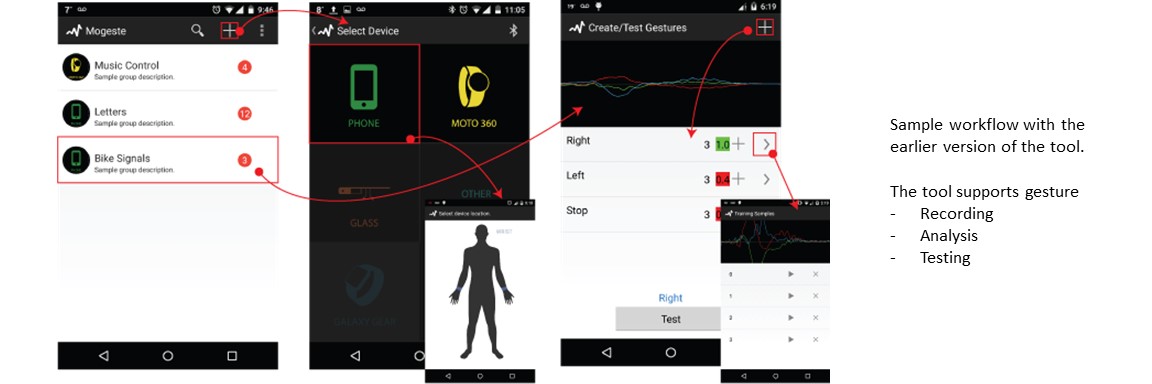 7° 9:46
Mogeste
Music Control
Sample group description.
4
Letters
Sample group description.
12
Bike Signals
Sample group description.
3
8° 11:05
Select Device
PHONE
MOTO 360
GLASS
OTHER
GALAXY GEAR
Select device location.
WRIST
6:19
Create/Test Gestures
Right 3 1.0
Left 3 0.4
Stop 3
Right
Test
6:19
Training Samples
0
1
2
3
Sample workflow with the
earlier version of the tool.
The tool supports gesture
- Recording
- Analysis
- Testing